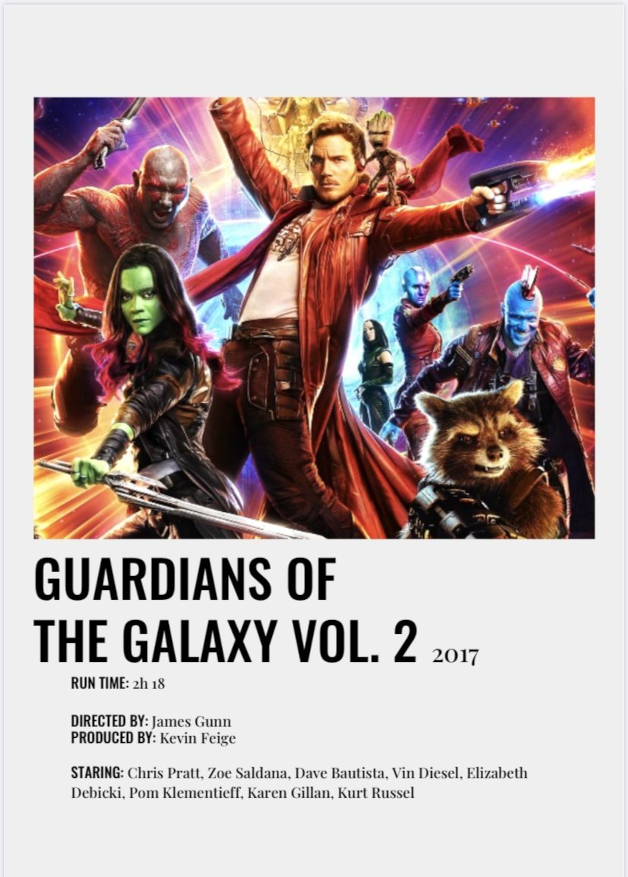 GUARDIANS OF
THE GALAXY VOL. 2 2017
RUN TIME: 2h 18
DIRECTED BY: James Gunn
PRODUCED BY: Kevin Feige
STARING: Chris Pratt, Zoe Saldana, Dave Bautista, Vin Diesel, Elizabeth
Debicki, Pom Klementieff, Karen Gillan, Kurt Russel